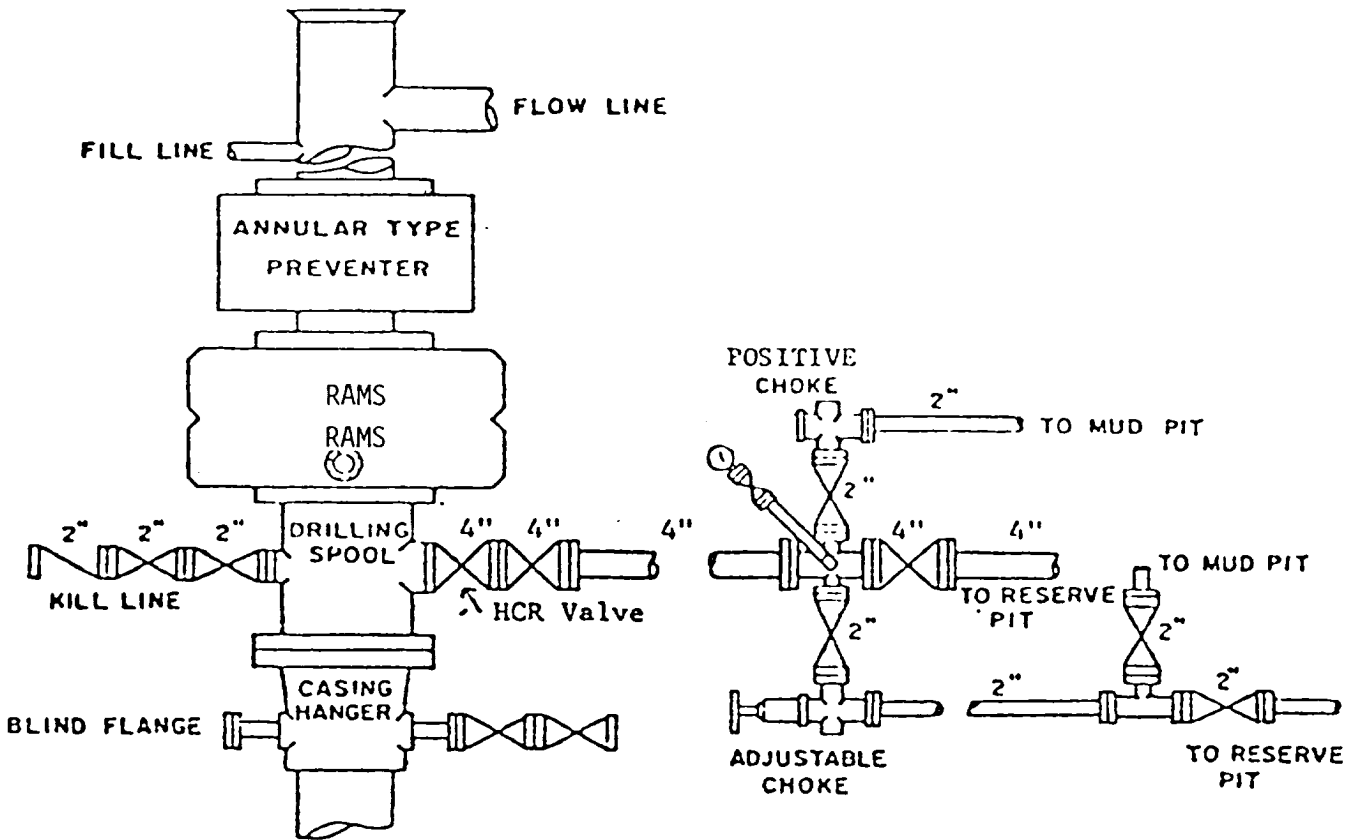 FLOW LINE
FILL LINE
ANNULAR TYPE
PREVENTER
RAMS
RAMS
POSITIVE
CHOKE
2"
TO MUD PIT
2"
2"
2"
2"
DRILLING
SPOOL
4"
4"
4"
4"
4"
KILL LINE
HCR Valve
TO RESERVE
PIT
TO MUD PIT
2"
2"
CASING
HANGER
2"
2"
BLIND FLANGE
ADJUSTABLE
CHOKE
TO RESERVE
PIT